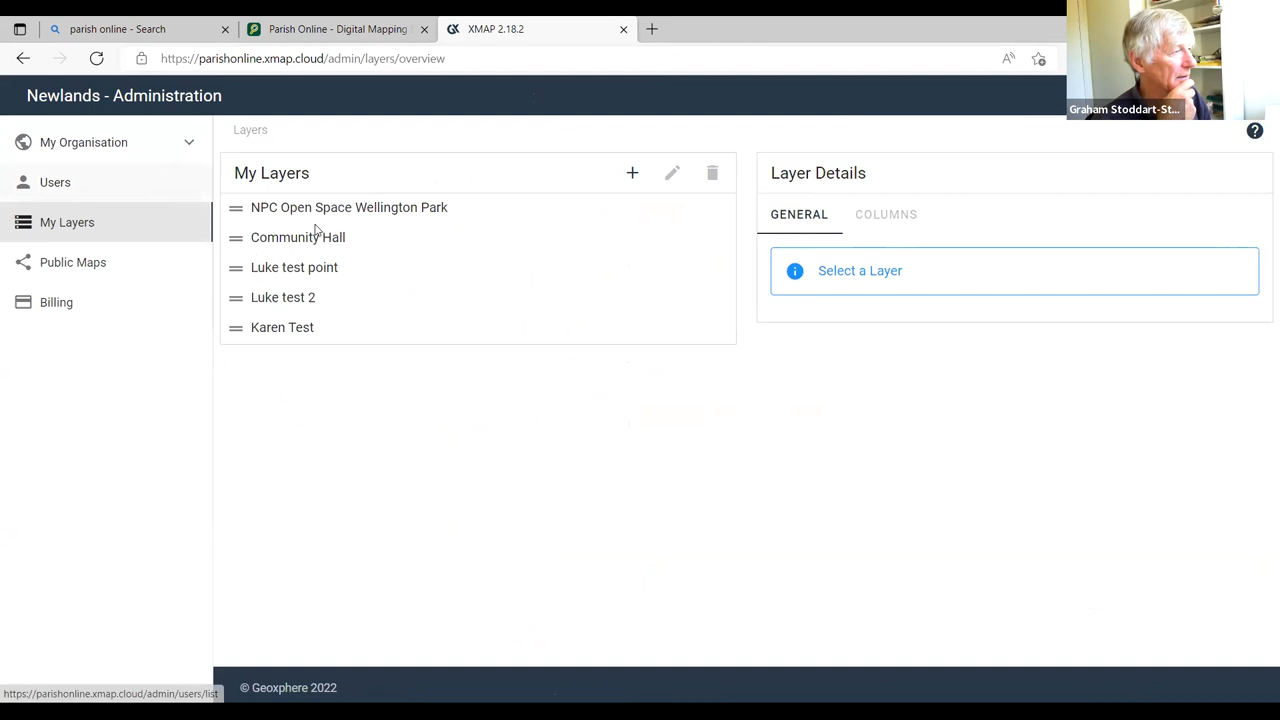 parish online - Search
Parish Online - Digital Mapping
XMAP 2.18.2
https://parishonline.xmap.cloud/admin/layers/overview
Newlands - Administration
Graham Stoddart-St...
My Organisation
Users
My Layers
Public Maps
Billing
Layers
My Layers
NPC Open Space Wellington Park
Community Hall
Luke test point
Luke test 2
Karen Test
Layer Details
GENERAL
COLUMNS
Select a Layer
© Geoxphere 2022
https://parishonline.xmap.cloud/admin/users/list